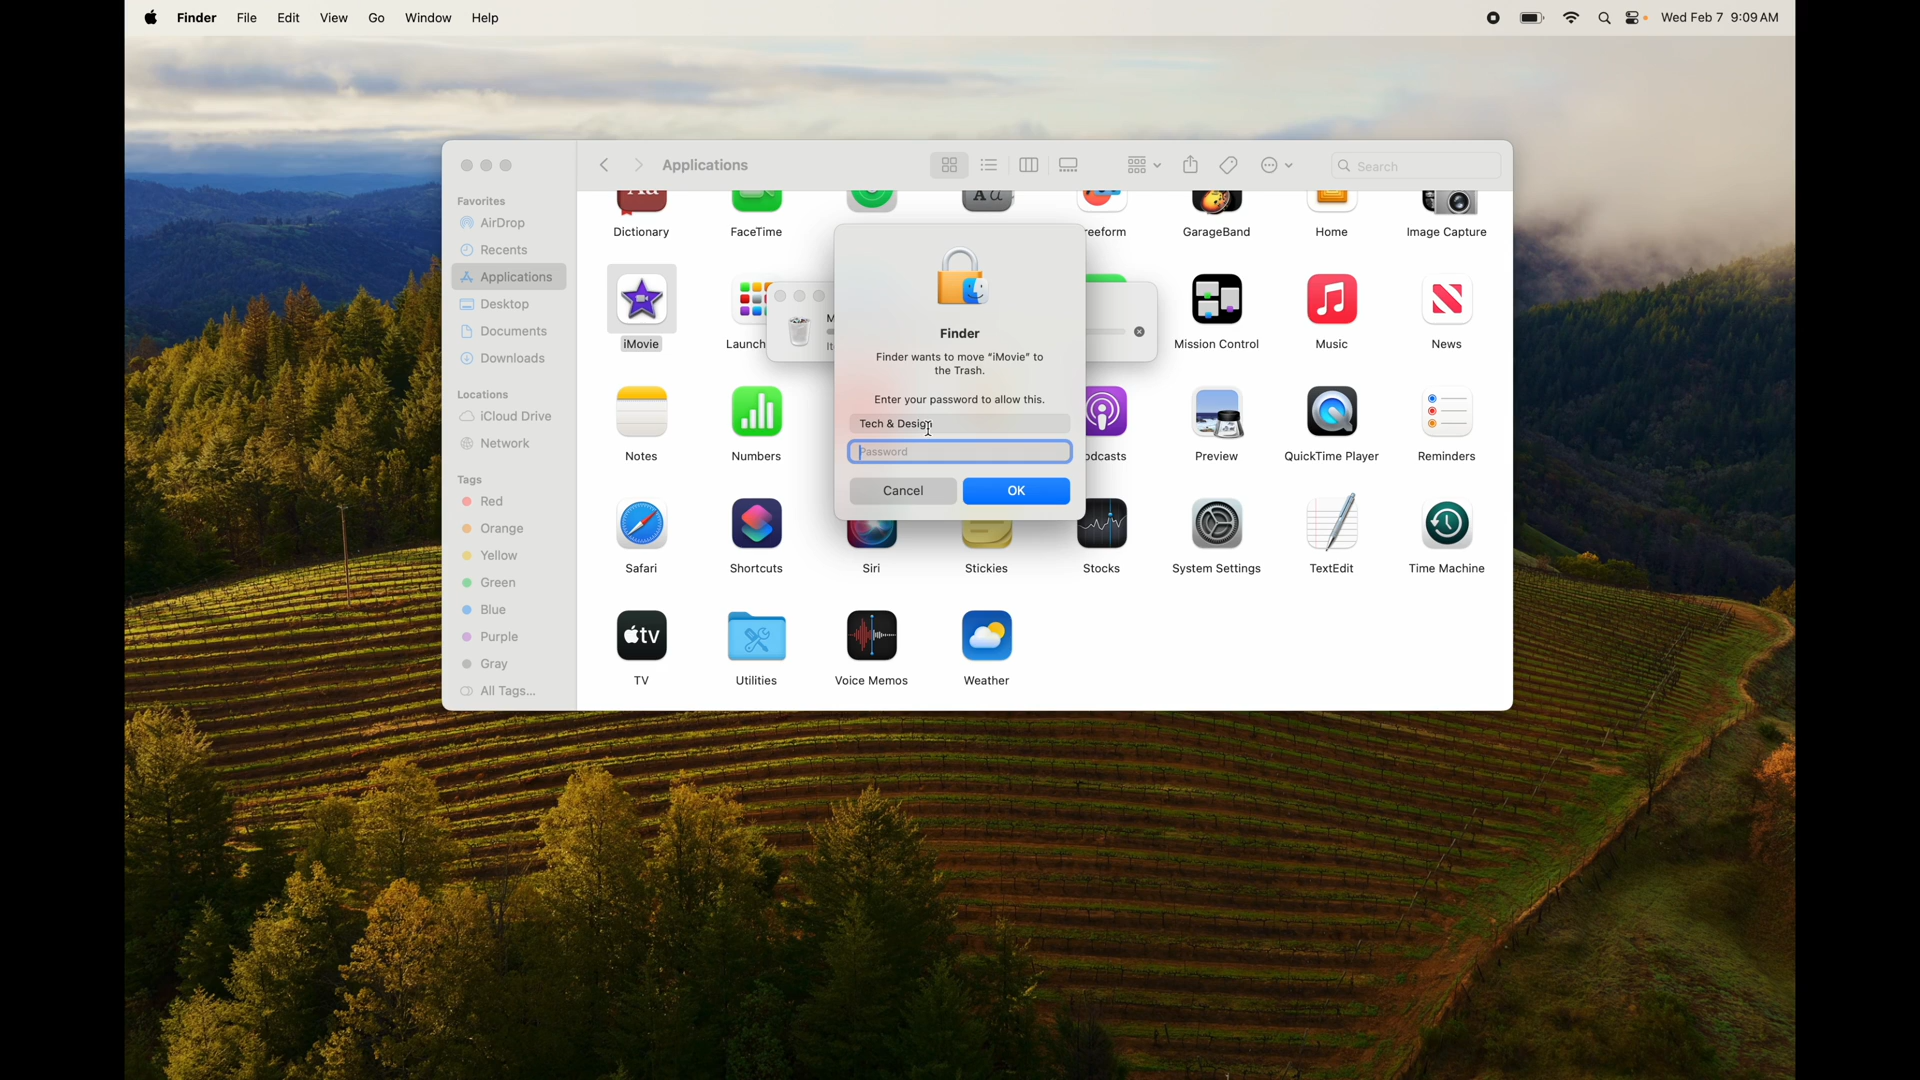 Finder File Edit View Go Window Help
Wed Feb 7 9:09 AM
Applications
Search
Favorites
AirDrop
Recents
Applications
Desktop
Documents
Downloads
Locations
iCloud Drive
Network
Tags
Red
Orange
Yellow
Green
Blue
Purple
Gray
All Tags...
Dictionary FaceTime GarageBand Home Image Capture
iMovie Mission Control Music News
Notes Numbers Preview QuickTime Player Reminders
Safari Shortcuts Siri Stickies Stocks System Settings TextEdit Time Machine
tv
TV Utilities Voice Memos Weather
Finder
Finder wants to move "iMovie" to
the Trash.
Enter your password to allow this.
Tech & Design
Password
Cancel OK